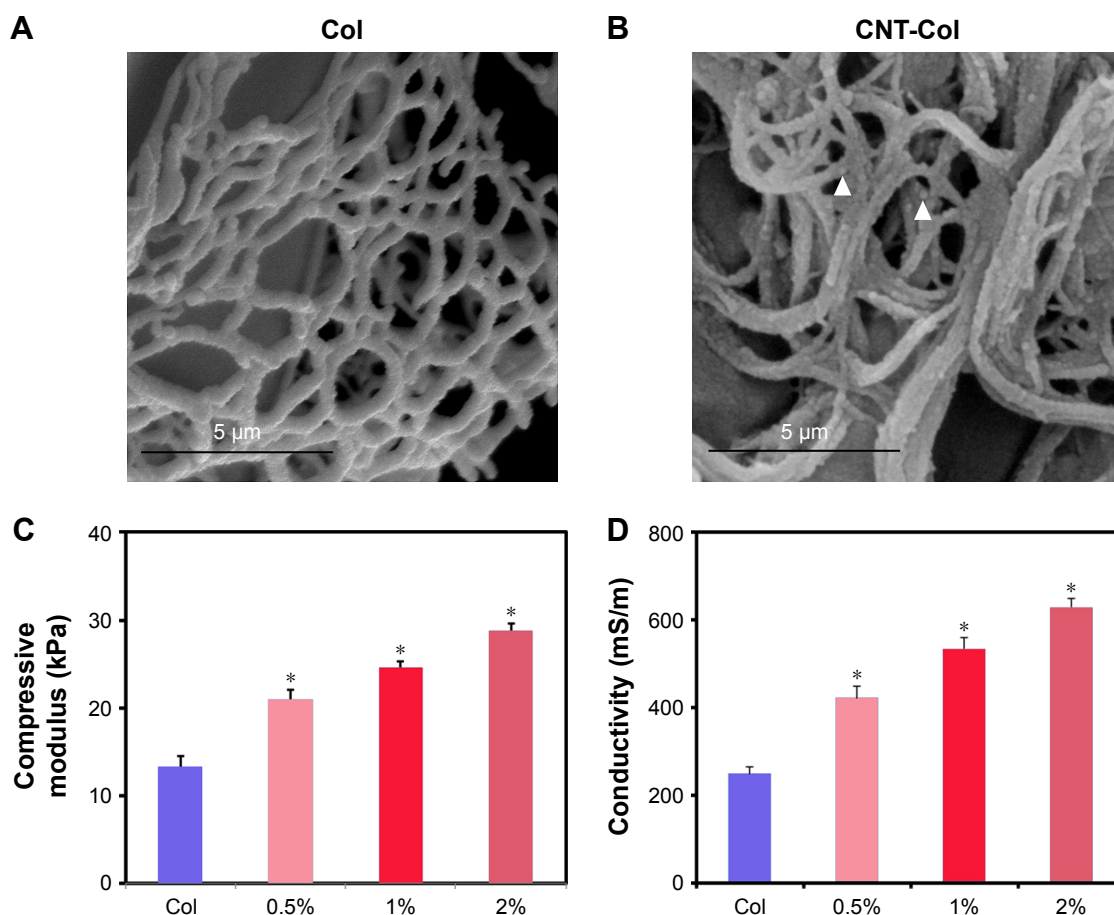 A
Col
B
CNT-Col
5 µm
5 µm
C
Compressive
modulus (kPa)
40
30
20
10
0
*
*
*
Col
0.5%
1%
2%
D
Conductivity (mS/m)
800
600
400
200
0
*
*
*
Col
0.5%
1%
2%